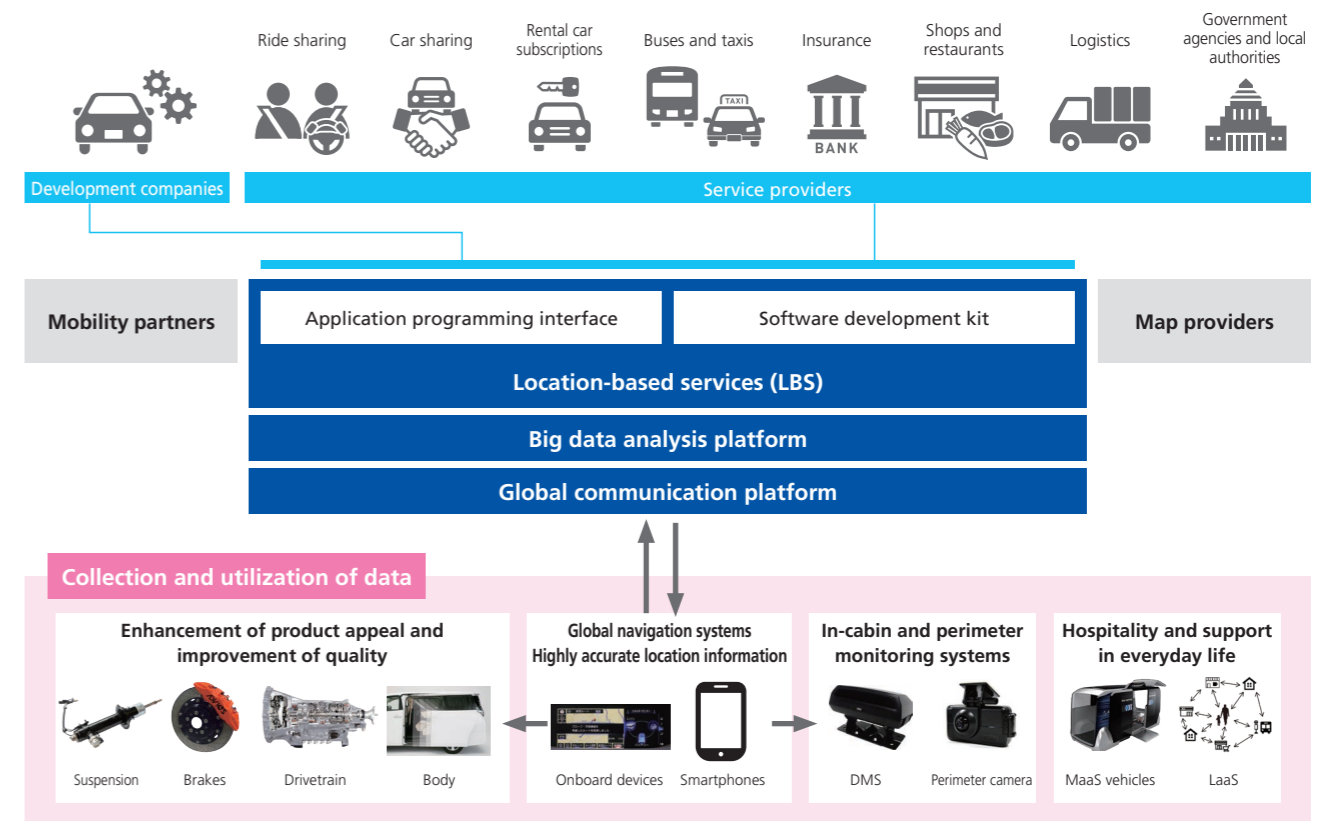 Ride sharing
Car sharing
Rental car
subscriptions
Buses and taxis
Insurance
Shops and
restaurants
Logistics
Government
agencies and local
authorities
TAXI
BANK
Development companies
Service providers
Mobility partners
Application programming interface
Software development kit
Map providers
Location-based services (LBS)
Big data analysis platform
Global communication platform
Collection and utilization of data
Enhancement of product appeal and
improvement of quality
Suspension
Brakes
Drivetrain
Body
Global navigation systems
Highly accurate location information
Onboard devices
Smartphones
In-cabin and perimeter
monitoring systems
DMS
Perimeter camera
Hospitality and support
in everyday life
MaaS vehicles
LaaS